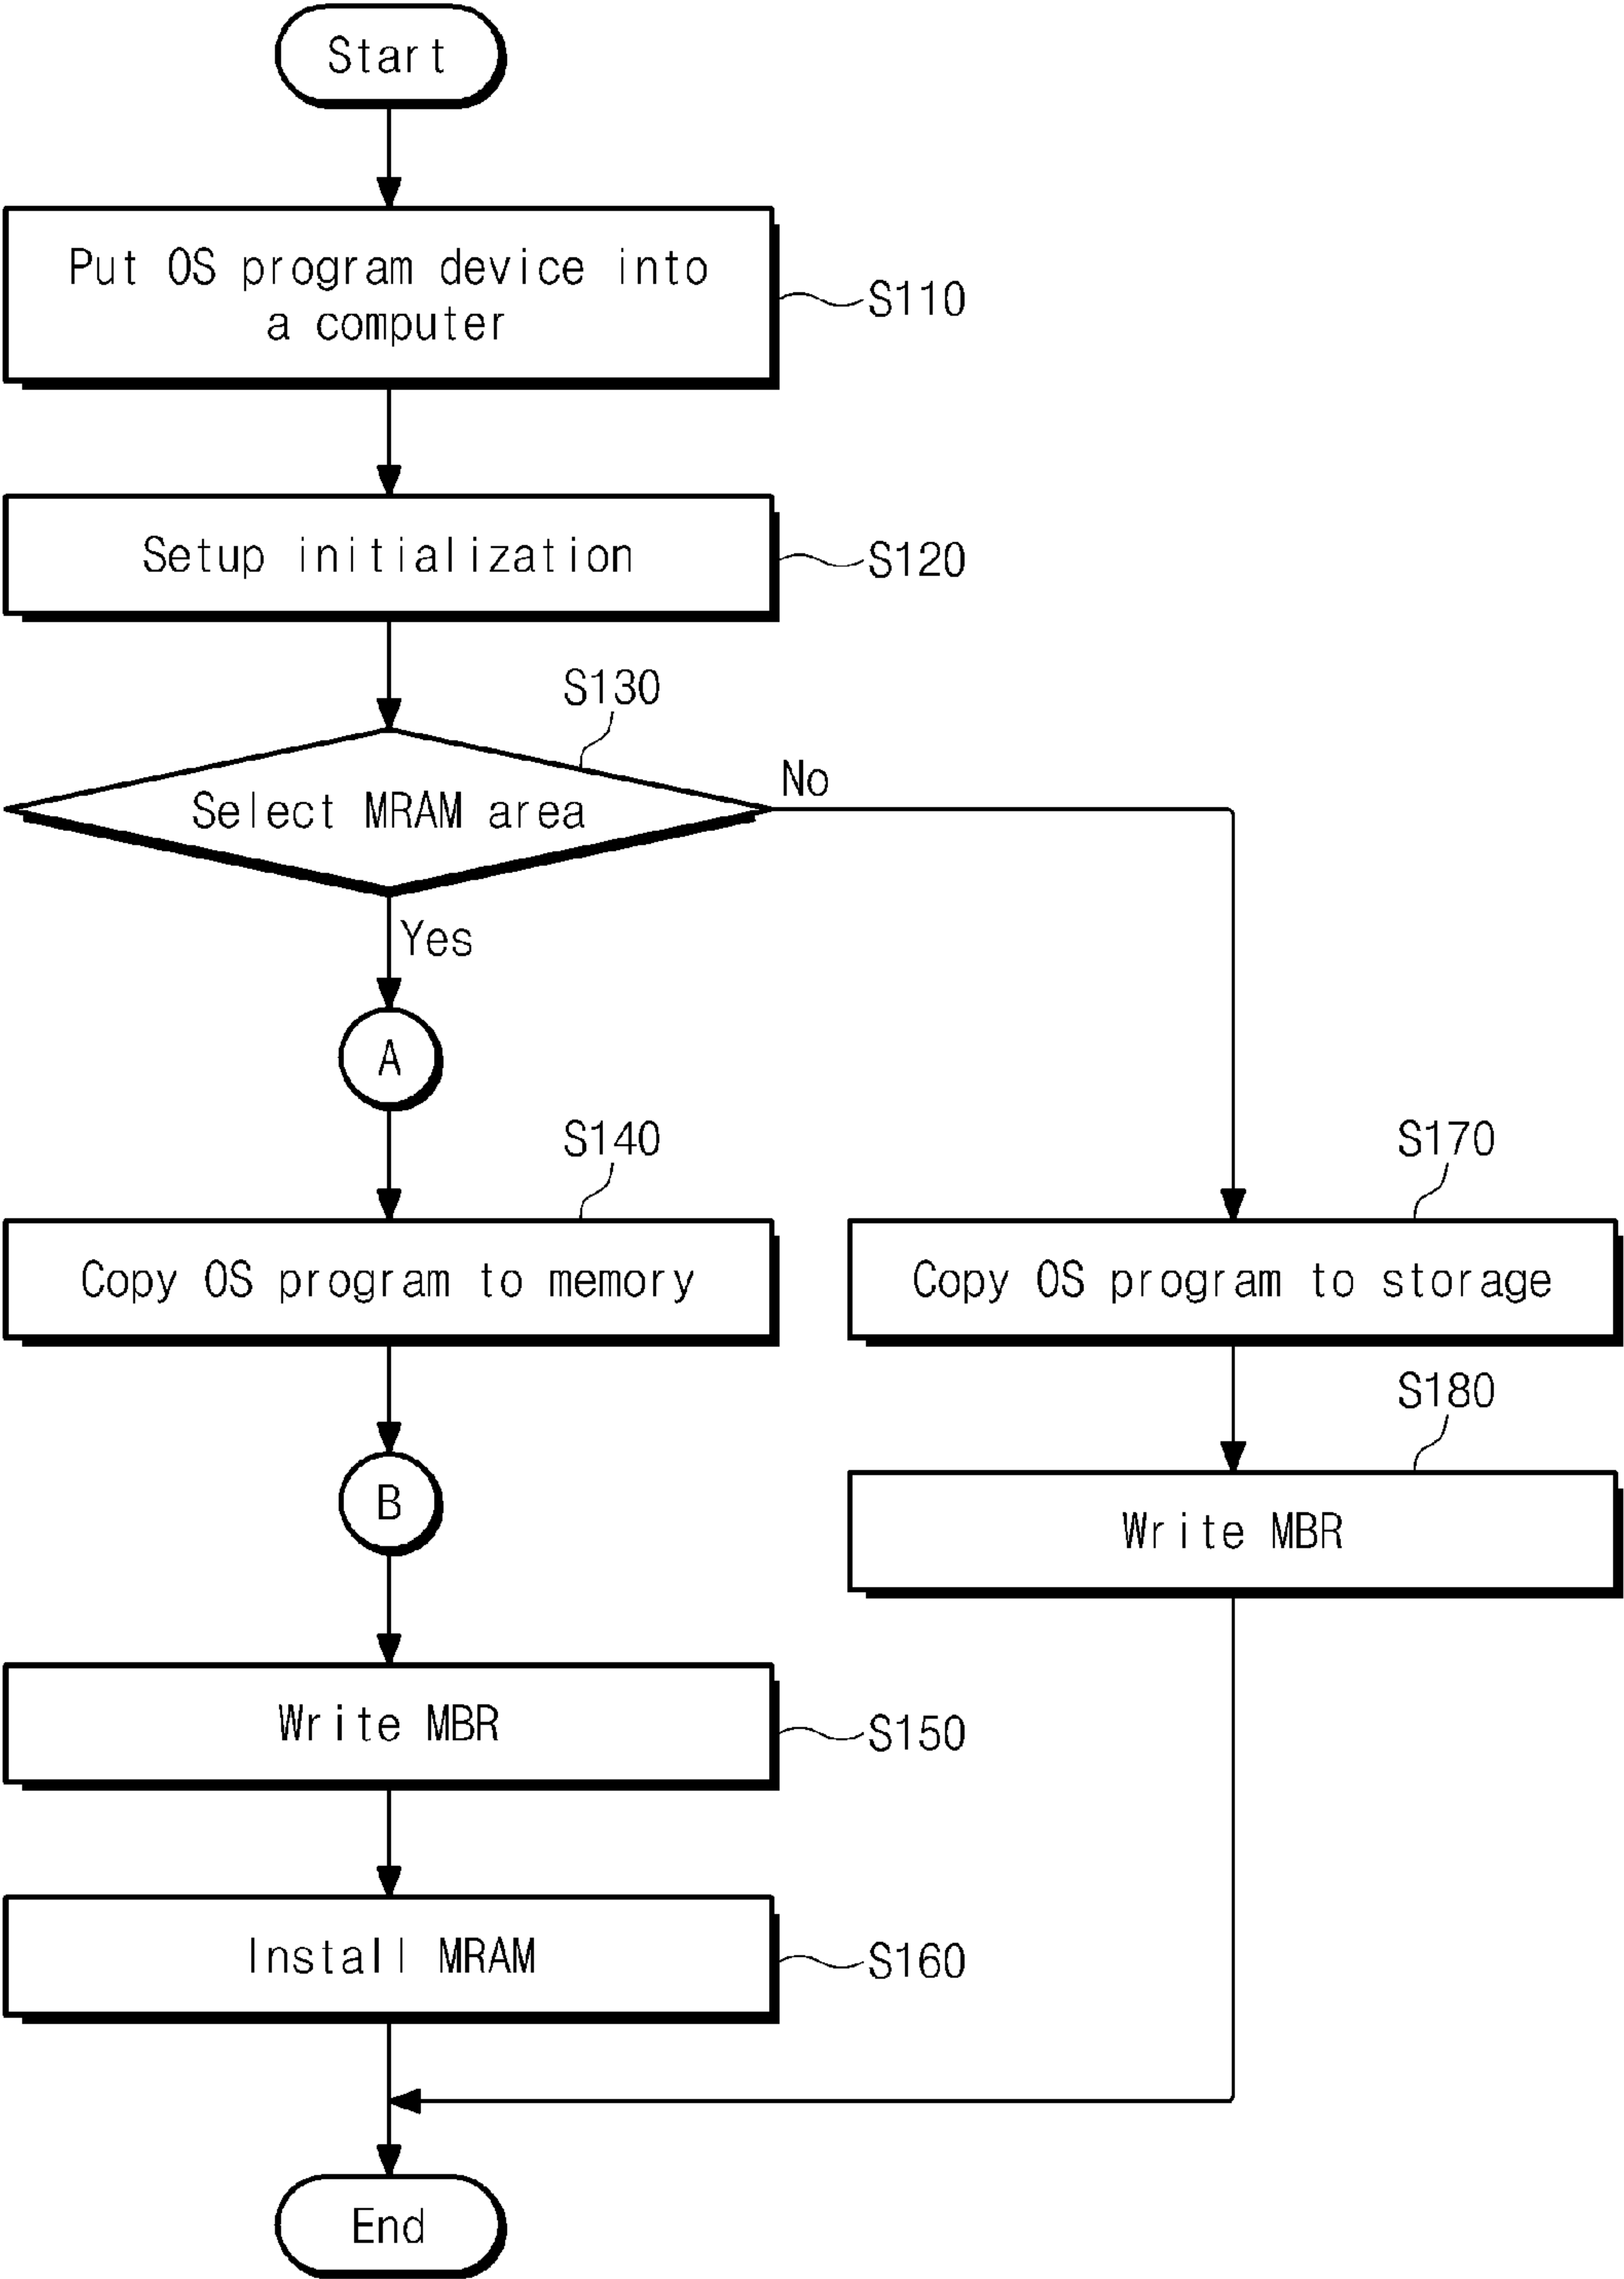 Start
Put OS program device into
a computer
S110
Setup initialization
S120
S130
Select MRAM area
No
Yes
A
S140
Copy OS program to memory
S170
Copy OS program to storage
B
S180
Write MBR
Write MBR
S150
Install MRAM
S160
End